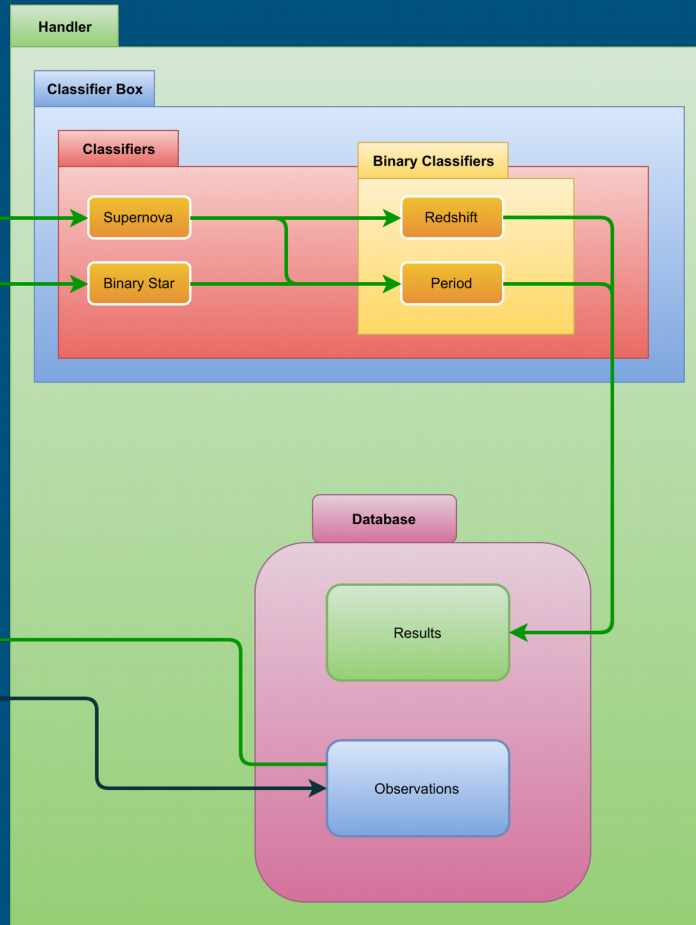 Handler
Classifier Box
Classifiers
Binary Classifiers
Supernova
Redshift
Binary Star
Period
Database
Results
Observations